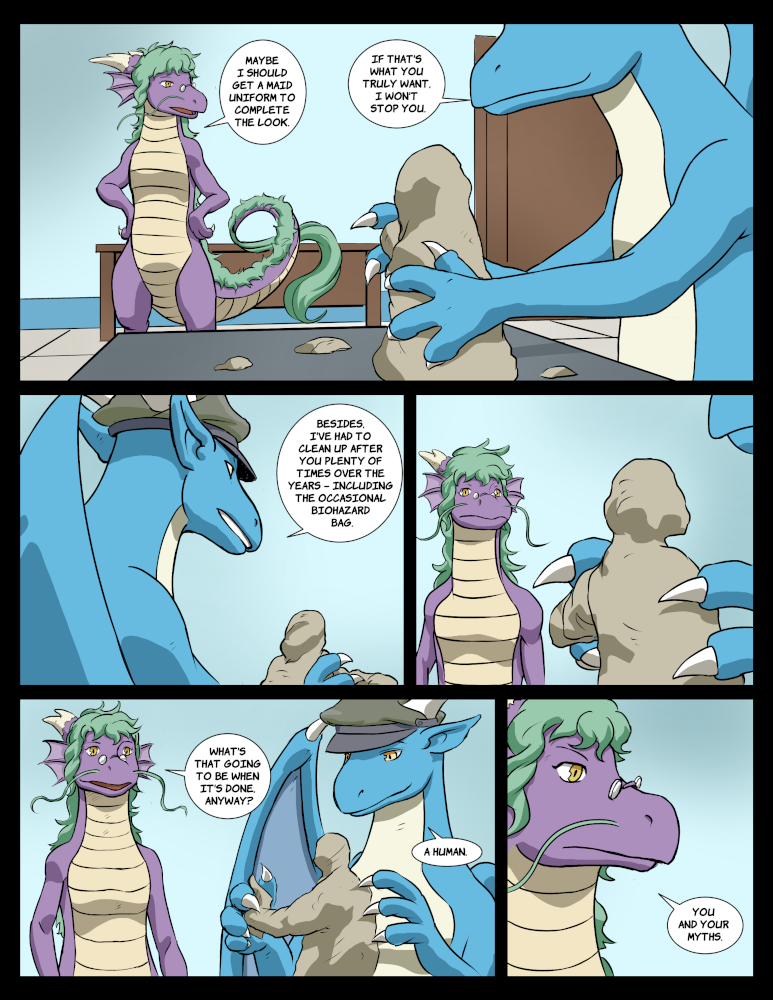 MAYBE
I SHOULD
GET A MAID
UNIFORM TO
COMPLETE
THE LOOK.
IF THAT'S
WHAT YOU
TRULY WANT,
I WON'T
STOP YOU.
BESIDES,
I'VE HAD TO
CLEAN UP AFTER
YOU PLENTY OF
TIMES OVER THE
YEARS - INCLUDING
THE OCCASIONAL
BIOHAZARD
BAG.
WHAT'S
THAT GOING
TO BE WHEN
IT'S DONE,
ANYWAY?
A HUMAN.
YOU
AND YOUR
MYTHS.